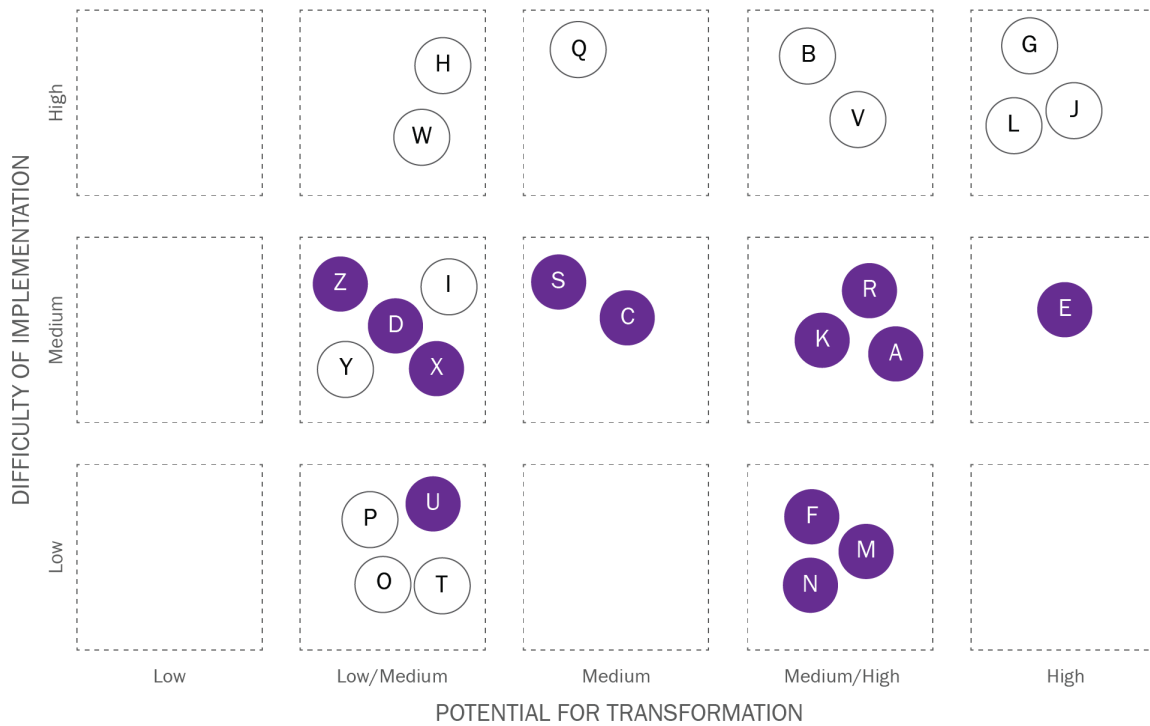 DIFFICULTY OF IMPLEMENTATION
High
H
W
Q
B
V
G
L
J
Medium
Z
I
D
Y
X
S
C
R
K
A
E
Low
P
U
O
T
F
M
N
Low
Low/Medium
Medium
Medium/High
High
POTENTIAL FOR TRANSFORMATION